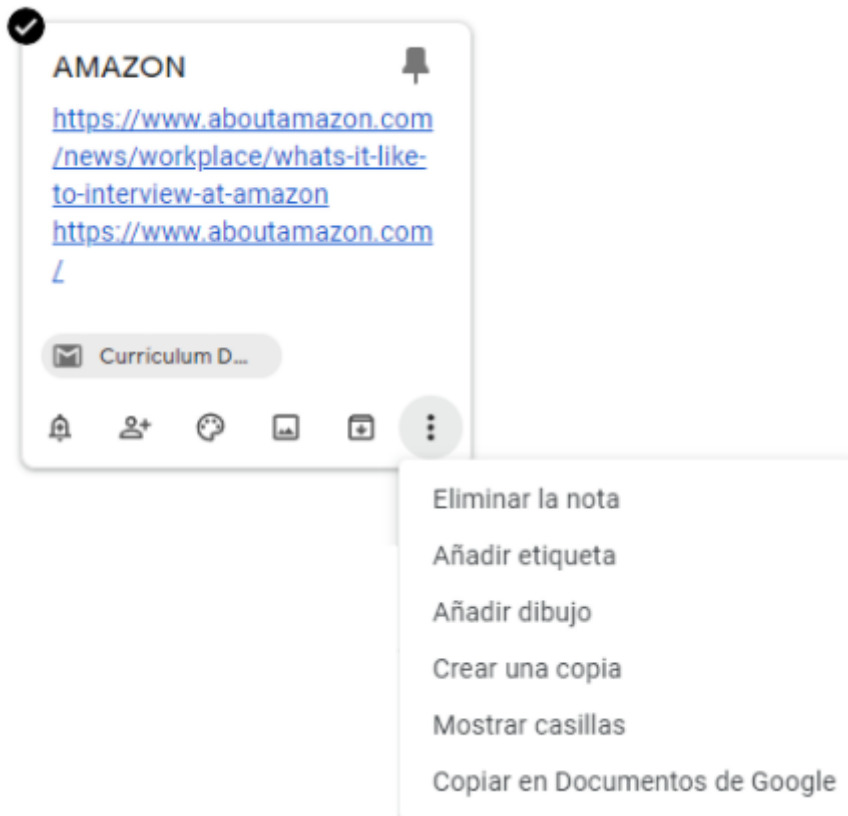 AMAZON
https://www.aboutamazon.com
/news/workplace/whats-it-like-
to-interview-at-amazon
https://www.aboutamazon.com
/
Curriculum D...
Eliminar la nota
Añadir etiqueta
Añadir dibujo
Crear una copia
Mostrar casillas
Copiar en Documentos de Google